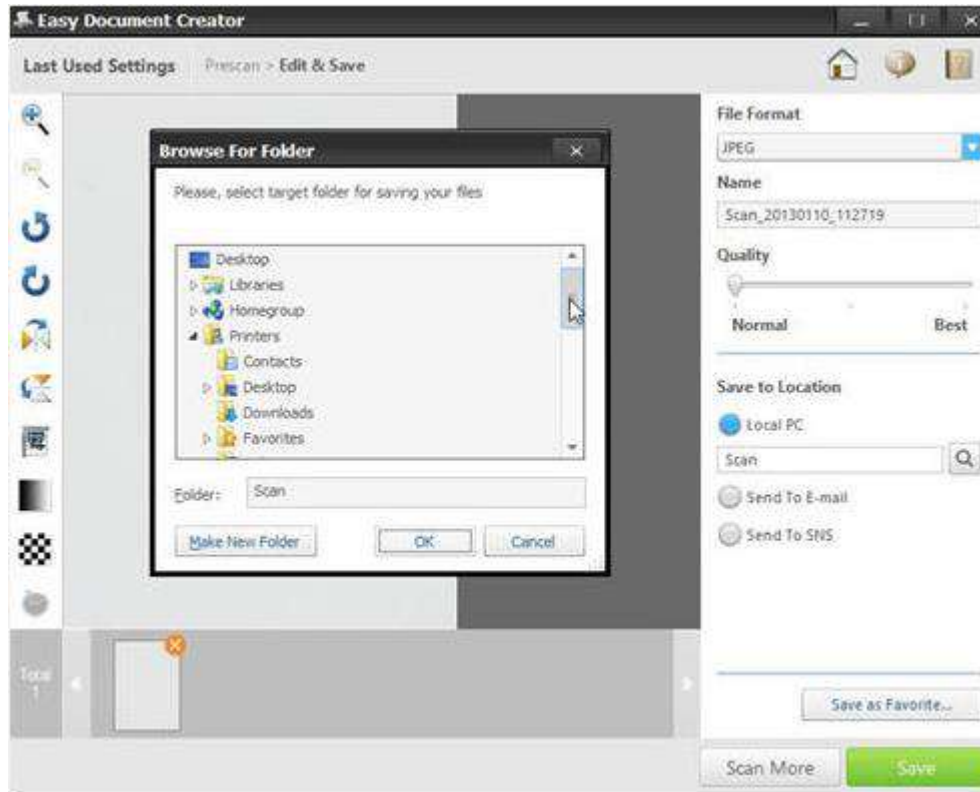 Easy Document Creator
Last Used Settings Prescan > Edit & Save
File Format
JPEG
Name
Scan_20130110_112719
Quality
Normal Best
Save to Location
Local PC
Scan
Send To E-mail
Send To SNS
Save as Favorite...
Scan More Save
Browse For Folder
Please, select target folder for saving your files
Desktop
Libraries
Homegroup
Printers
Contacts
Desktop
Downloads
Favorites
Folder: Scan
Make New Folder OK Cancel
Total
1